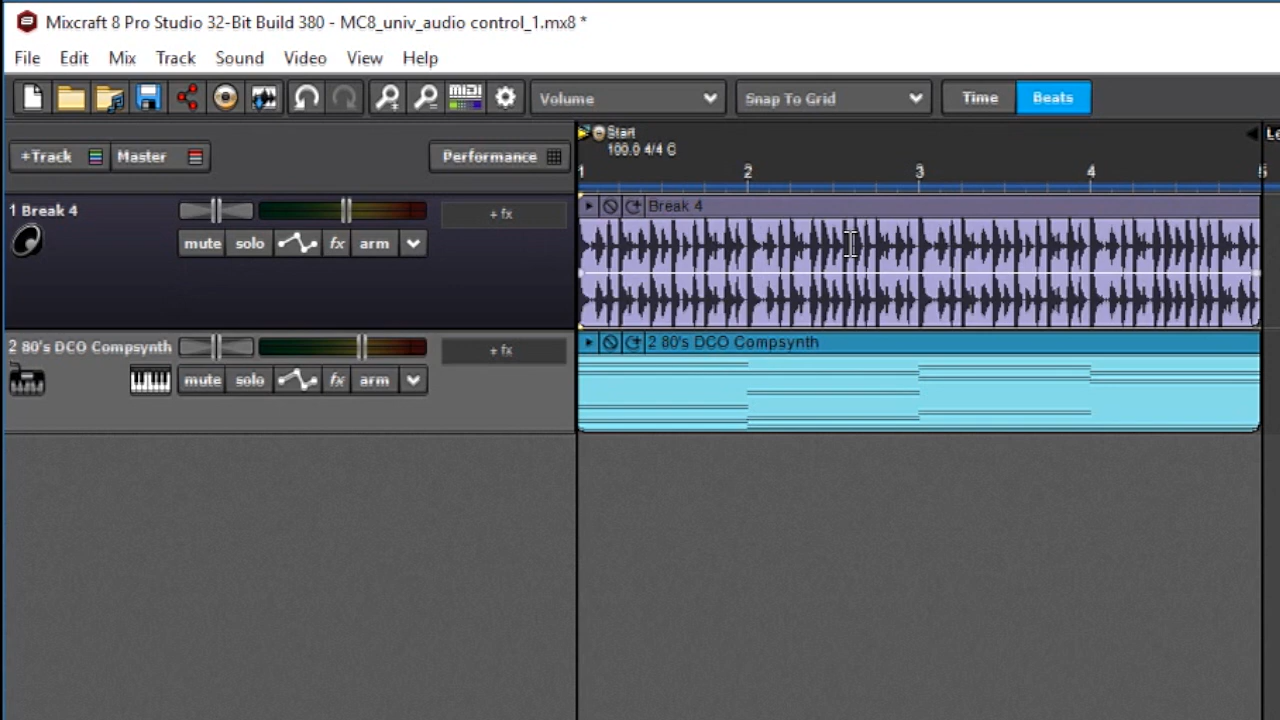 Mixcraft 8 Pro Studio 32-Bit Build 380 - MC8_univ_audio control_1.mx8 *
File Edit Mix Track Sound Video View Help
MIDI Volume Snap To Grid Time Beats
+Track Master Performance
Start
100.0 4/4 C
1 2 3 4 5
1 Break 4 + fx
mute solo fx arm
Break 4
2 80's DCO Compsynth + fx
mute solo fx arm
2 80's DCO Compsynth